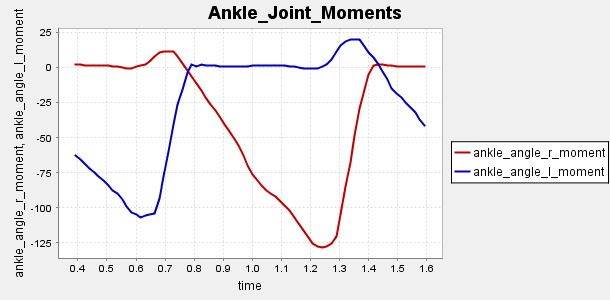 Ankle_Joint_Moments
ankle_angle_r_moment, ankle_angle_l_moment
25
0
-25
-50
-75
-100
-125
0.4 0.5 0.6 0.7 0.8 0.9 1.0 1.1 1.2 1.3 1.4 1.5 1.6
time
ankle_angle_r_moment
ankle_angle_l_moment